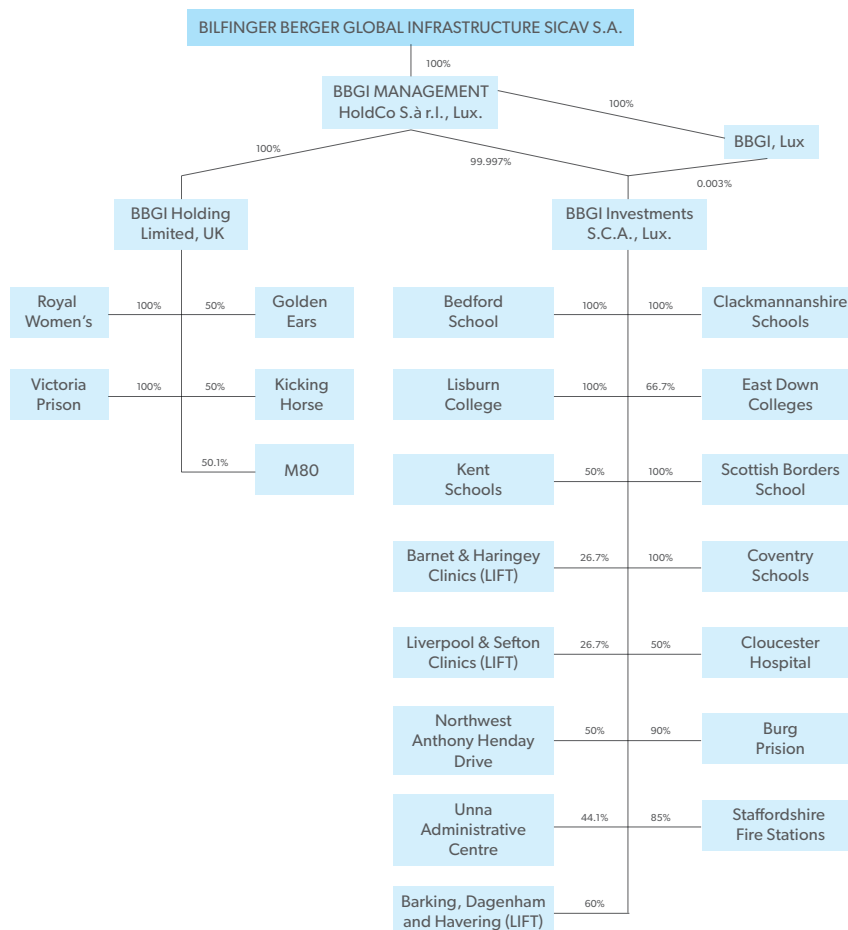 BILFINGER BERGER GLOBAL INFRASTRUCTURE SICAV S.A.
100%
BBGI MANAGEMENT
HoldCo S.à r.l., Lux.
100%
BBGI, Lux
100%
99.997%
0.003%
BBGI Holding
Limited, UK
BBGI Investments
S.C.A., Lux.
Royal
Women's
100%
50%
Golden
Ears
Bedford
School
100%
100%
Clackmannanshire
Schools
Victoria
Prison
100%
50%
Kicking
Horse
Lisburn
College
100%
66.7%
East Down
Colleges
50.1%
M80
Kent
Schools
50%
100%
Scottish Borders
School
Barnet & Haringey
Clinics (LIFT)
26.7%
100%
Coventry
Schools
Liverpool & Sefton
Clinics (LIFT)
26.7%
50%
Cloucester
Hospital
Northwest
Anthony Henday
Drive
50%
90%
Burg
Prision
Unna
Administrative
Centre
44.1%
85%
Staffordshire
Fire Stations
Barking, Dagenham
and Havering (LIFT)
60%